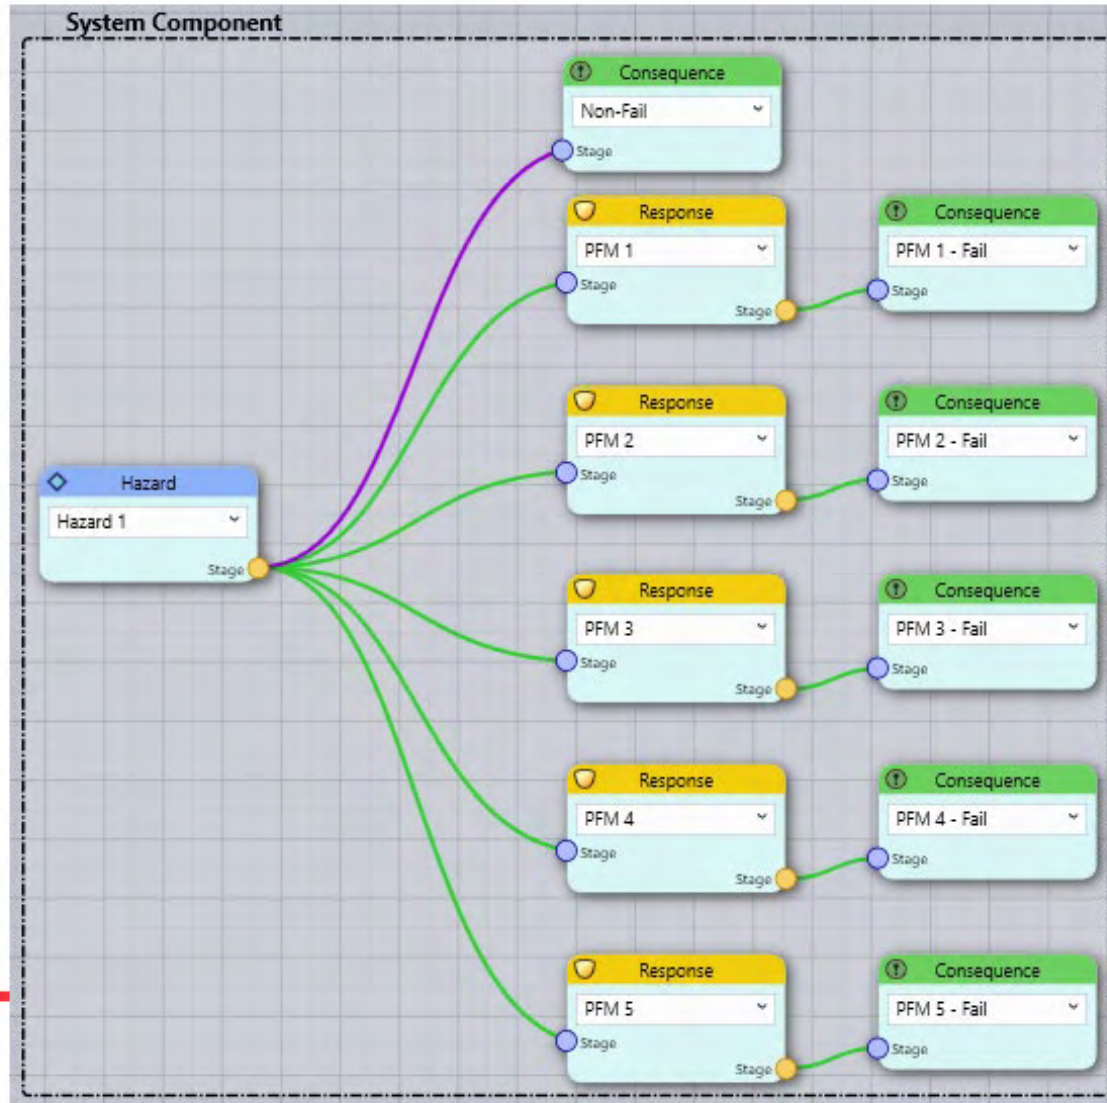 System Component
Consequence
Non-Fail
Stage
Response
PFM 1
Stage
Stage
Consequence
PFM 1 - Fail
Stage
Response
PFM 2
Stage
Stage
Consequence
PFM 2 - Fail
Stage
Hazard
Hazard 1
Stage
Response
PFM 3
Stage
Stage
Consequence
PFM 3 - Fail
Stage
Response
PFM 4
Stage
Stage
Consequence
PFM 4 - Fail
Stage
Response
PFM 5
Stage
Stage
Consequence
PFM 5 - Fail
Stage